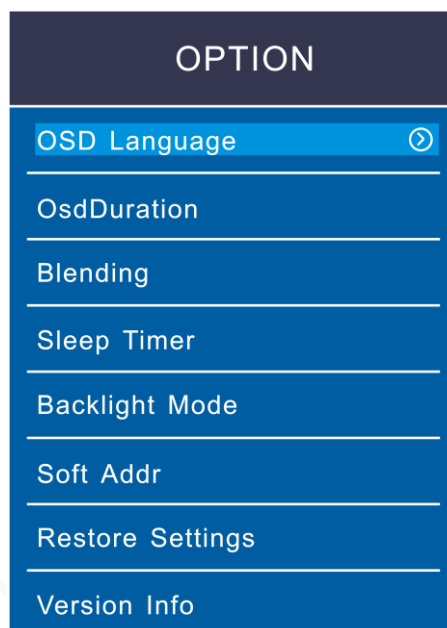 OPTION
OSD Language
OsdDuration
Blending
Sleep Timer
Backlight Mode
Soft Addr
Restore Settings
Version Info